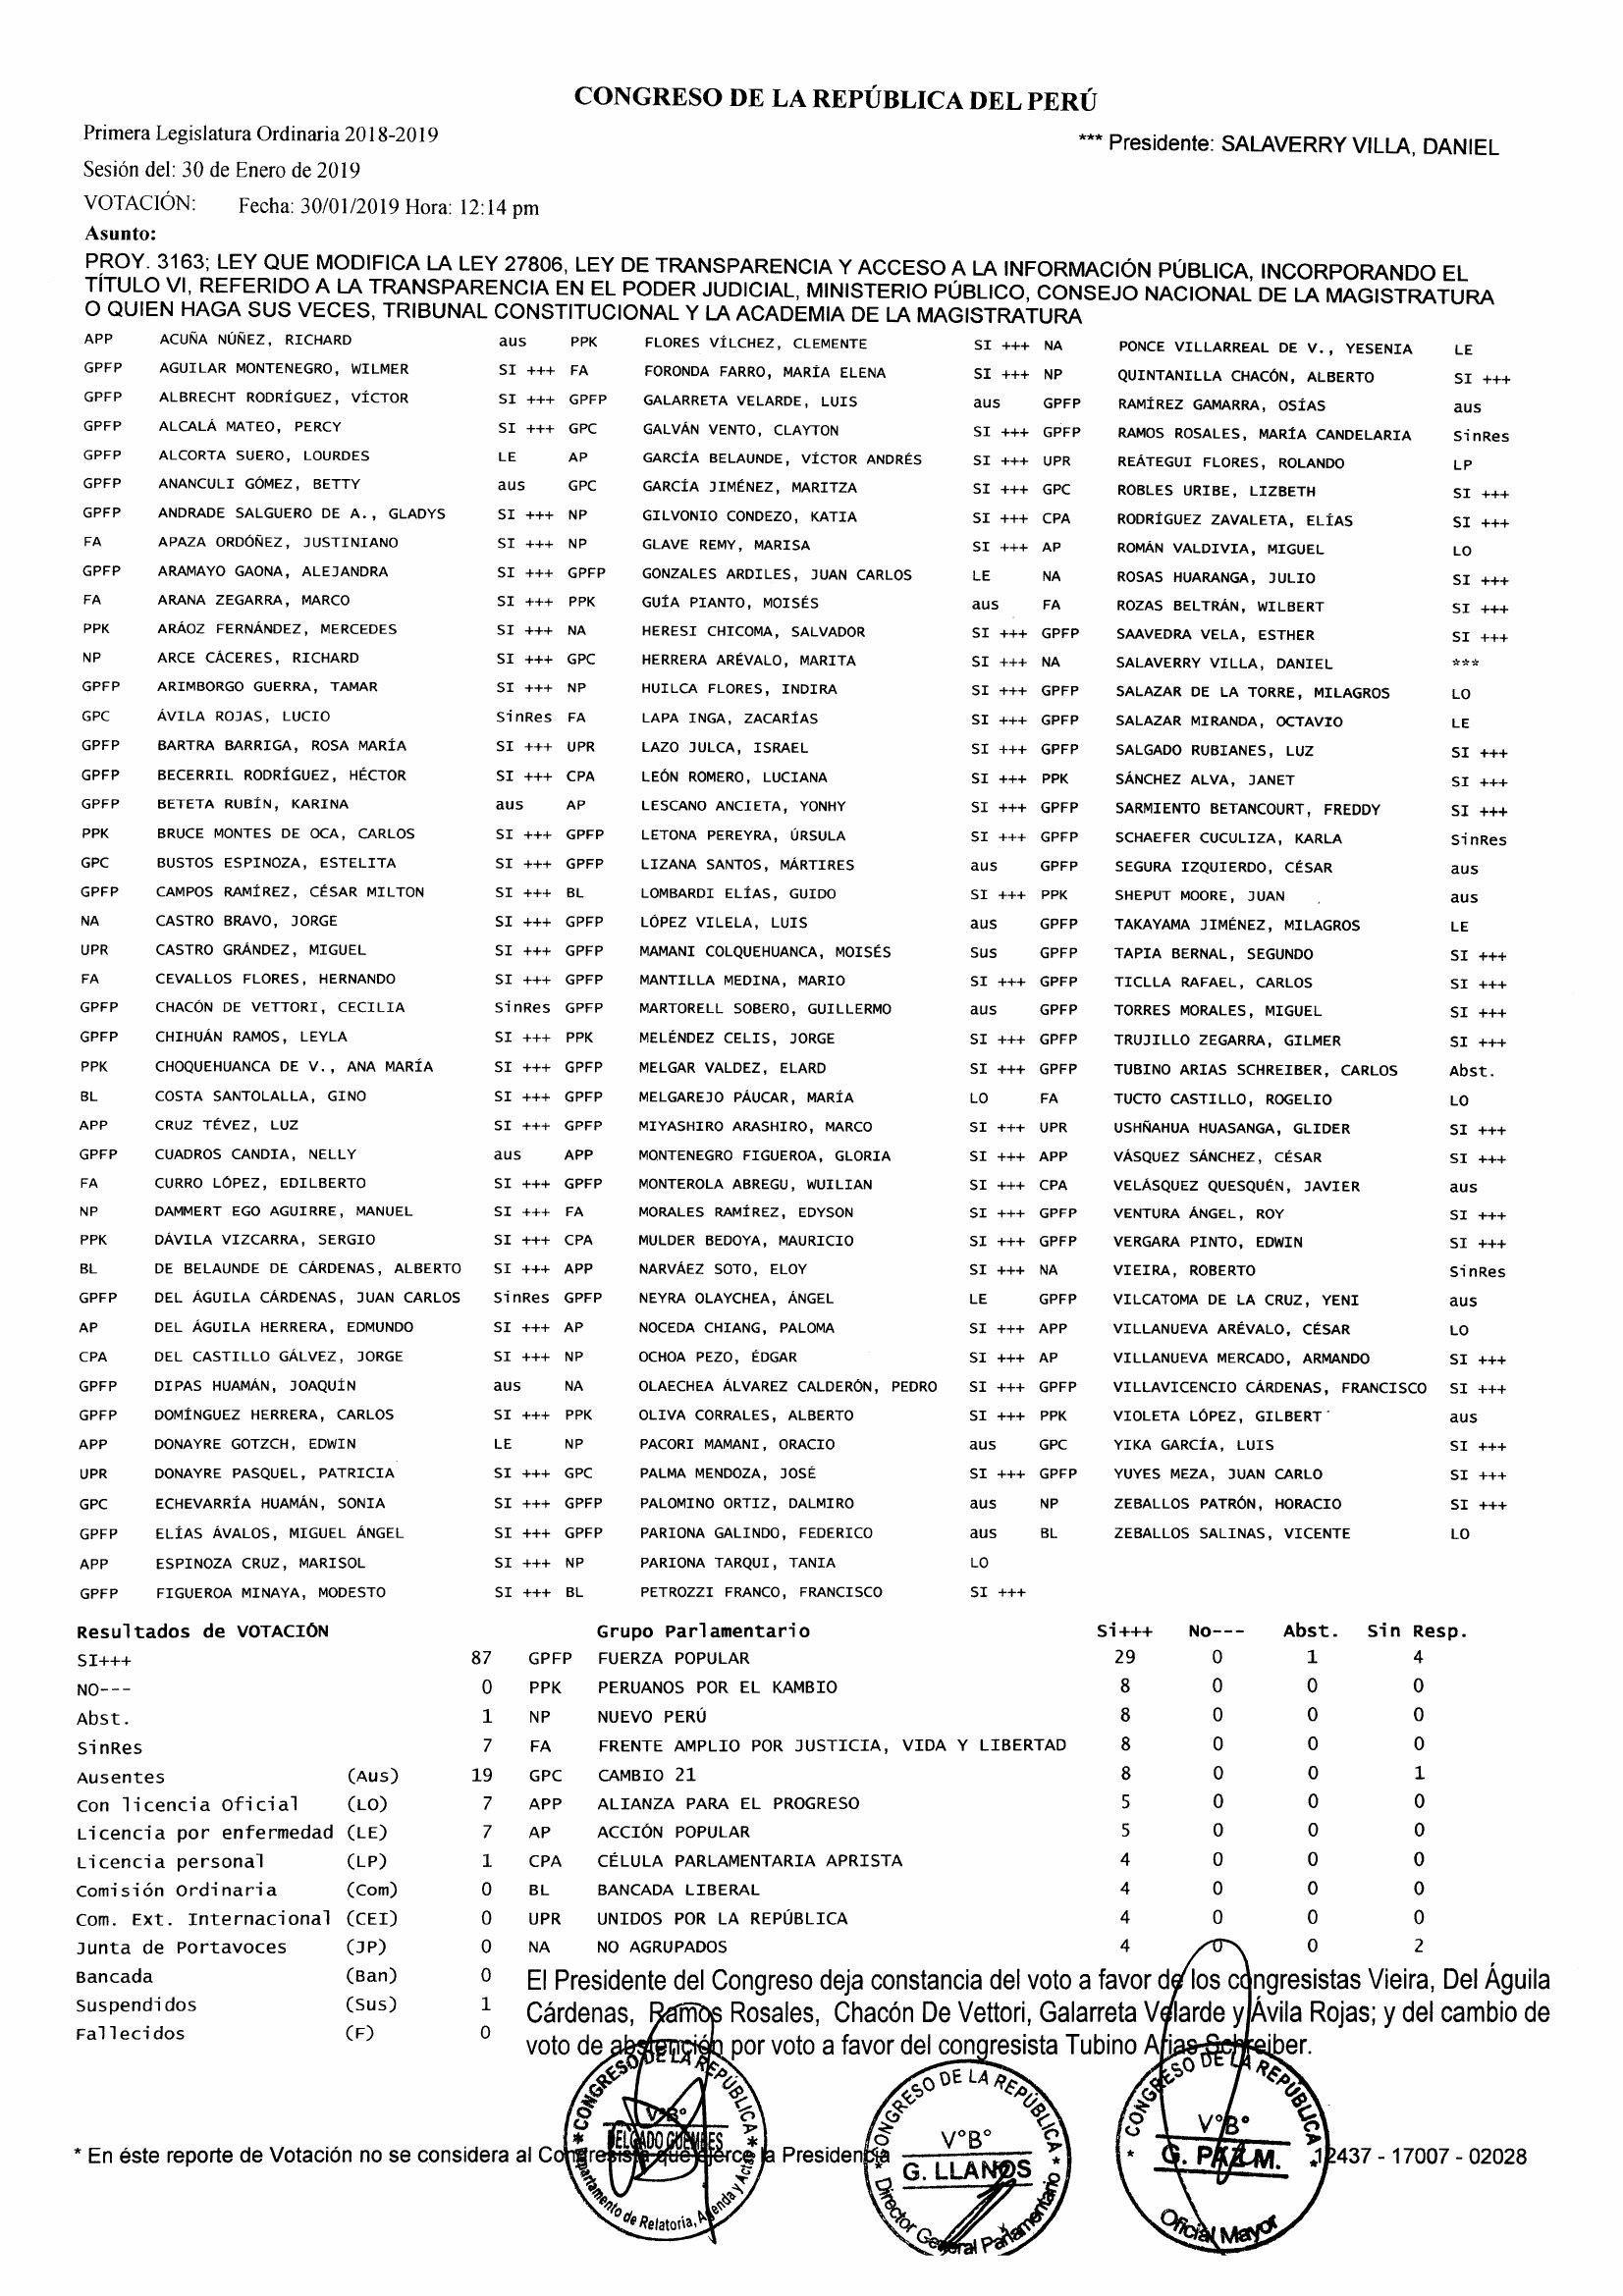 CONGRESO DE LA REPÚBLICA DEL PERÚ
Primera Legislatura Ordinaria 2018-2019
*** Presidente: SALAVERRY VILLA, DANIEL
Sesión del: 30 de Enero de 2019
VOTACIÓN: Fecha: 30/01/2019 Hora: 12:14 pm
Asunto:
PROY. 3163; LEY QUE MODIFICA LA LEY 27806, LEY DE TRANSPARENCIA Y ACCESO A LA INFORMACIÓN PÚBLICA, INCORPORANDO EL
TÍTULO VI, REFERIDO A LA TRANSPARENCIA EN EL PODER JUDICIAL, MINISTERIO PÚBLICO, CONSEJO NACIONAL DE LA MAGISTRATURA
O QUIEN HAGA SUS VECES, TRIBUNAL CONSTITUCIONAL Y LA ACADEMIA DE LA MAGISTRATURA
APP ACUÑA NÚÑEZ, RICHARD aus PPK FLORES VÍLCHEZ, CLEMENTE SI +++ NA PONCE VILLARREAL DE V., YESENIA LE
GPFP AGUILAR MONTENEGRO, WILMER SI +++ FA FORONDA FARRO, MARÍA ELENA SI +++ NP QUINTANILLA CHACÓN, ALBERTO SI +++
GPFP ALBRECHT RODRÍGUEZ, VÍCTOR SI +++ GPFP GALARRETA VELARDE, LUIS aus GPFP RAMÍREZ GAMARRA, OSÍAS aus
GPFP ALCALÁ MATEO, PERCY SI +++ GPC GALVÁN VENTO, CLAYTON SI +++ GPFP RAMOS ROSALES, MARÍA CANDELARIA SinRes
GPFP ALCORTA SUERO, LOURDES LE AP GARCÍA BELAUNDE, VÍCTOR ANDRÉS SI +++ UPR REÁTEGUI FLORES, ROLANDO LP
GPFP ANANCULI GÓMEZ, BETTY aus GPC GARCÍA JIMÉNEZ, MARITZA SI +++ GPC ROBLES URIBE, LIZBETH SI +++
GPFP ANDRADE SALGUERO DE A., GLADYS SI +++ NP GILVONIO CONDEZO, KATIA SI +++ CPA RODRÍGUEZ ZAVALETA, ELÍAS SI +++
FA APAZA ORDÓÑEZ, JUSTINIANO SI +++ NP GLAVE REMY, MARISA SI +++ AP ROMÁN VALDIVIA, MIGUEL LO
GPFP ARAMAYO GAONA, ALEJANDRA SI +++ GPFP GONZALES ARDILES, JUAN CARLOS LE NA ROSAS HUARANGA, JULIO SI +++
FA ARANA ZEGARRA, MARCO SI +++ PPK GUÍA PIANTO, MOISÉS aus FA ROZAS BELTRÁN, WILBERT SI +++
PPK ARÁOZ FERNÁNDEZ, MERCEDES SI +++ NA HERESI CHICOMA, SALVADOR SI +++ GPFP SAAVEDRA VELA, ESTHER SI +++
NP ARCE CÁCERES, RICHARD SI +++ GPC HERRERA ARÉVALO, MARITA SI +++ NA SALAVERRY VILLA, DANIEL ***
GPFP ARIMBORGO GUERRA, TAMAR SI +++ NP HUILCA FLORES, INDIRA SI +++ GPFP SALAZAR DE LA TORRE, MILAGROS LO
GPC ÁVILA ROJAS, LUCIO SinRes FA LAPA INGA, ZACARÍAS SI +++ GPFP SALAZAR MIRANDA, OCTAVIO LE
GPFP BARTRA BARRIGA, ROSA MARÍA SI +++ UPR LAZO JULCA, ISRAEL SI +++ GPFP SALGADO RUBIANES, LUZ SI +++
GPFP BECERRIL RODRÍGUEZ, HÉCTOR SI +++ CPA LEÓN ROMERO, LUCIANA SI +++ PPK SÁNCHEZ ALVA, JANET SI +++
GPFP BETETA RUBÍN, KARINA aus AP LESCANO ANCIETA, YONHY SI +++ GPFP SARMIENTO BETANCOURT, FREDDY SI +++
PPK BRUCE MONTES DE OCA, CARLOS SI +++ GPFP LETONA PEREYRA, ÚRSULA SI +++ GPFP SCHAEFER CUCULIZA, KARLA SinRes
GPC BUSTOS ESPINOZA, ESTELITA SI +++ GPFP LIZANA SANTOS, MÁRTIRES aus GPFP SEGURA IZQUIERDO, CÉSAR aus
GPFP CAMPOS RAMÍREZ, CÉSAR MILTON SI +++ BL LOMBARDI ELÍAS, GUIDO SI +++ PPK SHEPUT MOORE, JUAN aus
NA CASTRO BRAVO, JORGE SI +++ GPFP LÓPEZ VILELA, LUIS aus GPFP TAKAYAMA JIMÉNEZ, MILAGROS LE
UPR CASTRO GRÁNDEZ, MIGUEL SI +++ GPFP MAMANI COLQUEHUANCA, MOISÉS Sus GPFP TAPIA BERNAL, SEGUNDO SI +++
FA CEVALLOS FLORES, HERNANDO SI +++ GPFP MANTILLA MEDINA, MARIO SI +++ GPFP TICLLA RAFAEL, CARLOS SI +++
GPFP CHACÓN DE VETTORI, CECILIA SinRes GPFP MARTORELL SOBERO, GUILLERMO aus GPFP TORRES MORALES, MIGUEL SI +++
GPFP CHIHUÁN RAMOS, LEYLA SI +++ PPK MELÉNDEZ CELIS, JORGE SI +++ GPFP TRUJILLO ZEGARRA, GILMER SI +++
PPK CHOQUEHUANCA DE V., ANA MARÍA SI +++ GPFP MELGAR VALDEZ, ELARD SI +++ GPFP TUBINO ARIAS SCHREIBER, CARLOS Abst.
BL COSTA SANTOLALLA, GINO SI +++ GPFP MELGAREJO PÁUCAR, MARÍA LO FA TUCTO CASTILLO, ROGELIO LO
APP CRUZ TÉVEZ, LUZ SI +++ GPFP MIYASHIRO ARASHIRO, MARCO SI +++ UPR USHÑAHUA HUASANGA, GLIDER SI +++
GPFP CUADROS CANDIA, NELLY aus APP MONTENEGRO FIGUEROA, GLORIA SI +++ APP VÁSQUEZ SÁNCHEZ, CÉSAR SI +++
FA CURRO LÓPEZ, EDILBERTO SI +++ GPFP MONTEROLA ABREGU, WUILIAN SI +++ CPA VELÁSQUEZ QUESQUÉN, JAVIER aus
NP DAMMERT EGO AGUIRRE, MANUEL SI +++ FA MORALES RAMÍREZ, EDYSON SI +++ GPFP VENTURA ÁNGEL, ROY SI +++
PPK DÁVILA VIZCARRA, SERGIO SI +++ CPA MULDER BEDOYA, MAURICIO SI +++ GPFP VERGARA PINTO, EDWIN SI +++
BL DE BELAUNDE DE CÁRDENAS, ALBERTO SI +++ APP NARVÁEZ SOTO, ELOY SI +++ NA VIEIRA, ROBERTO SinRes
GPFP DEL ÁGUILA CÁRDENAS, JUAN CARLOS SinRes GPFP NEYRA OLAYCHEA, ÁNGEL LE GPFP VILCATOMA DE LA CRUZ, YENI aus
AP DEL ÁGUILA HERRERA, EDMUNDO SI +++ AP NOCEDA CHIANG, PALOMA SI +++ APP VILLANUEVA ARÉVALO, CÉSAR LO
CPA DEL CASTILLO GÁLVEZ, JORGE SI +++ NP OCHOA PEZO, ÉDGAR SI +++ AP VILLANUEVA MERCADO, ARMANDO SI +++
GPFP DIPAS HUAMÁN, JOAQUÍN aus NA OLAECHEA ÁLVAREZ CALDERÓN, PEDRO SI +++ GPFP VILLAVICENCIO CÁRDENAS, FRANCISCO SI +++
GPFP DOMÍNGUEZ HERRERA, CARLOS SI +++ PPK OLIVA CORRALES, ALBERTO SI +++ PPK VIOLETA LÓPEZ, GILBERT aus
APP DONAYRE GOTZCH, EDWIN LE NP PACORI MAMANI, ORACIO aus GPC YIKA GARCÍA, LUIS SI +++
UPR DONAYRE PASQUEL, PATRICIA SI +++ GPC PALMA MENDOZA, JOSÉ SI +++ GPFP YUYES MEZA, JUAN CARLO SI +++
GPC ECHEVARRÍA HUAMÁN, SONIA SI +++ GPFP PALOMINO ORTIZ, DALMIRO aus NP ZEBALLOS PATRÓN, HORACIO SI +++
GPFP ELÍAS ÁVALOS, MIGUEL ÁNGEL SI +++ GPFP PARIONA GALINDO, FEDERICO aus BL ZEBALLOS SALINAS, VICENTE LO
APP ESPINOZA CRUZ, MARISOL SI +++ NP PARIONA TARQUI, TANIA LO
GPFP FIGUEROA MINAYA, MODESTO SI +++ BL PETROZZI FRANCO, FRANCISCO SI +++
Resultados de VOTACIÓN Grupo Parlamentario Si+++ No--- Abst. Sin Resp.
SI+++ 87 GPFP FUERZA POPULAR 29 0 1 4
NO--- 0 PPK PERUANOS POR EL KAMBIO 8 0 0 0
Abst. 1 NP NUEVO PERÚ 8 0 0 0
SinRes 7 FA FRENTE AMPLIO POR JUSTICIA, VIDA Y LIBERTAD 8 0 0 0
Ausentes (Aus) 19 GPC CAMBIO 21 8 0 0 1
Con licencia Oficial (LO) 7 APP ALIANZA PARA EL PROGRESO 5 0 0 0
Licencia por enfermedad (LE) 7 AP ACCIÓN POPULAR 5 0 0 0
Licencia personal (LP) 1 CPA CÉLULA PARLAMENTARIA APRISTA 4 0 0 0
Comisión Ordinaria (Com) 0 BL BANCADA LIBERAL 4 0 0 0
Com. Ext. Internacional (CEI) 0 UPR UNIDOS POR LA REPÚBLICA 4 0 0 0
Junta de Portavoces (JP) 0 NA NO AGRUPADOS 4 0 0 2
Bancada (Ban) 0
Suspendidos (Sus) 1
Fallecidos (F) 0
El Presidente del Congreso deja constancia del voto a favor de los congresistas Vieira, Del Águila
Cárdenas, Ramos Rosales, Chacón De Vettori, Galarreta Velarde y Ávila Rojas; y del cambio de
voto de abstención por voto a favor del congresista Tubino Arias Schreiber.
* CONGRESO DE LA REPÚBLICA *
V°B°
DELGADO GUEMBES
Departamento de Relatoría, Agenda y Actas
* CONGRESO DE LA REPÚBLICA *
V°B°
G. LLANOS
Director General Parlamentario
* CONGRESO DE LA REPÚBLICA *
V°B°
G. PAZ M.
Oficial Mayor
* En éste reporte de Votación no se considera al Congresista que ejerce la Presidencia
12437 - 17007 - 02028